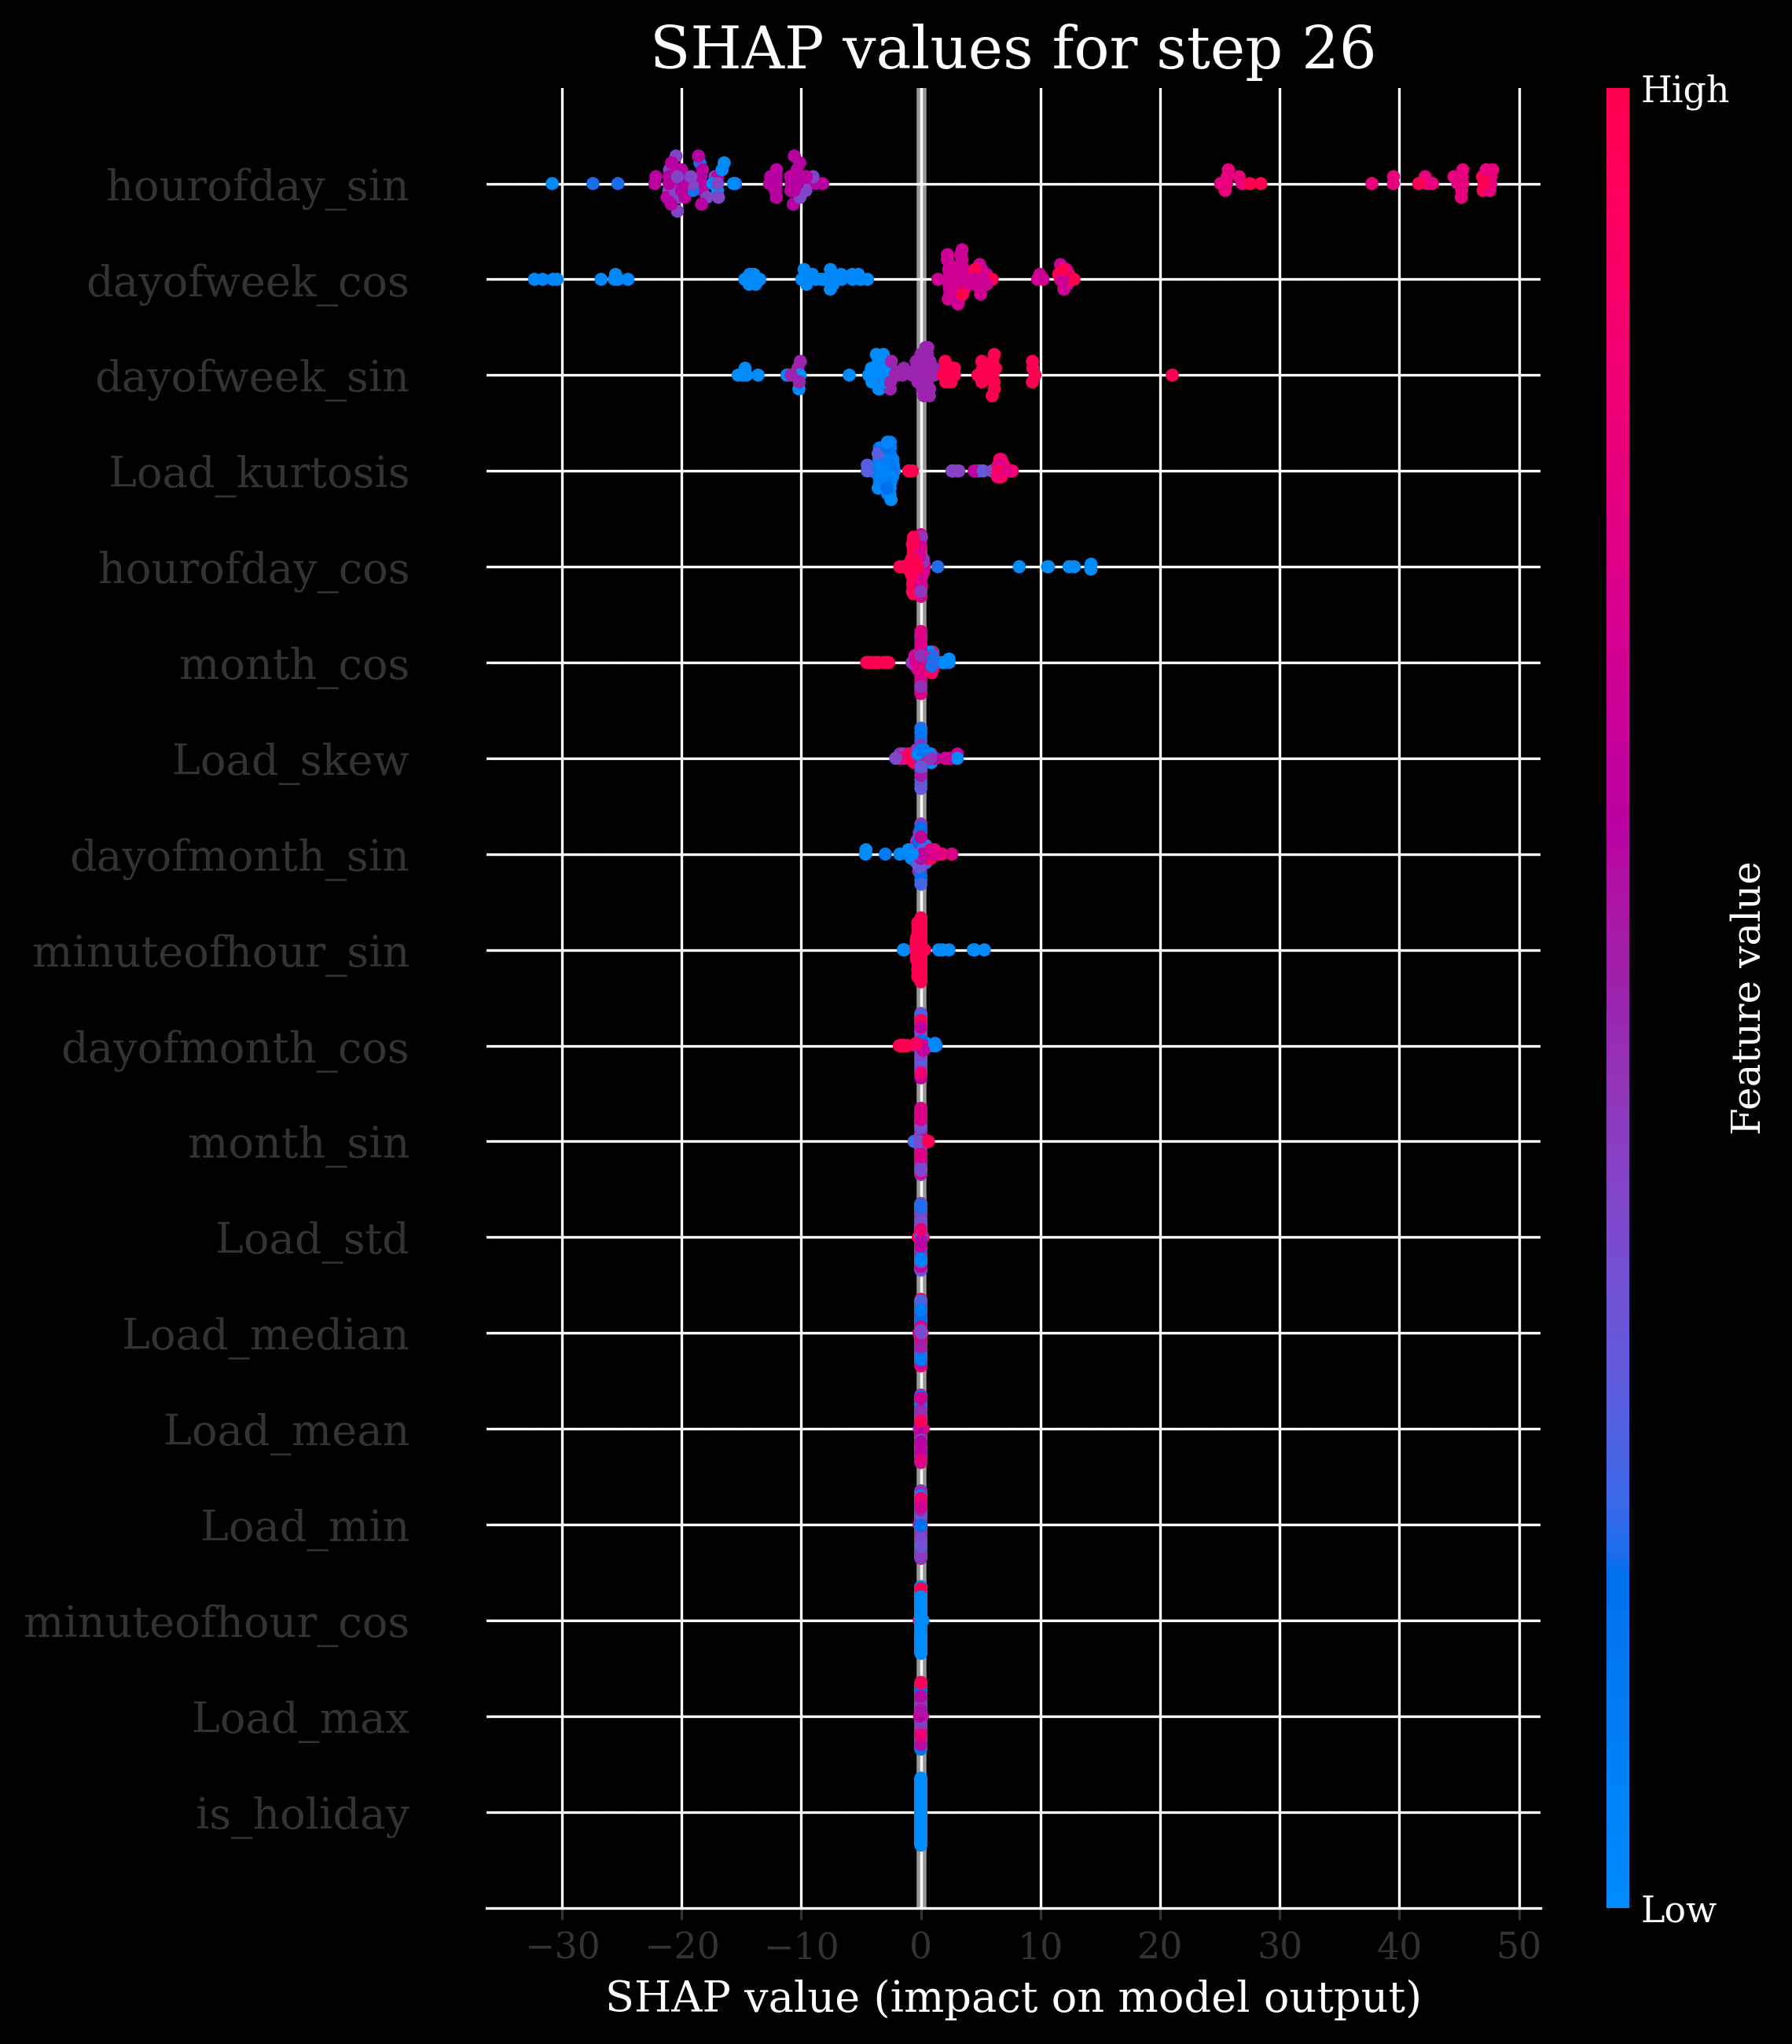 SHAP values for step 26
High
hourofday_sin
dayofweek_cos
dayofweek_sin
Load_kurtosis
hourofday_cos
month_cos
Load_skew
dayofmonth_sin
minuteofhour_sin
dayofmonth_cos
month_sin
Load_std
Load_median
Load_mean
Load_min
minuteofhour_cos
Load_max
is_holiday
Feature value
Low
−30 −20 −10 0 10 20 30 40 50
SHAP value (impact on model output)